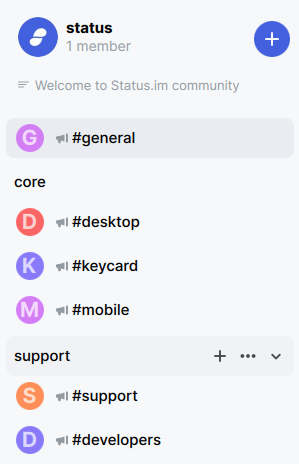 status
1 member
Welcome to Status.im community
G #general
core
D #desktop
K #keycard
M #mobile
support
S #support
D #developers